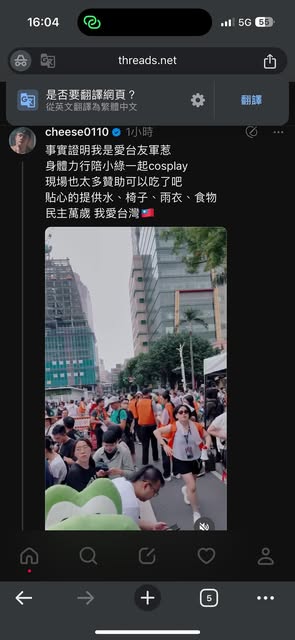 16:04
5G
55
threads.net
是否要翻譯網頁？
從英文翻譯為繁體中文
翻譯
cheese0110
1小時
事實證明我是愛台友軍惹
身體力行陪小綠一起cosplay
現場也太多贊助可以吃了吧
貼心的提供水、椅子、雨衣、食物
民主萬歲 我愛台灣🇹🇼
5